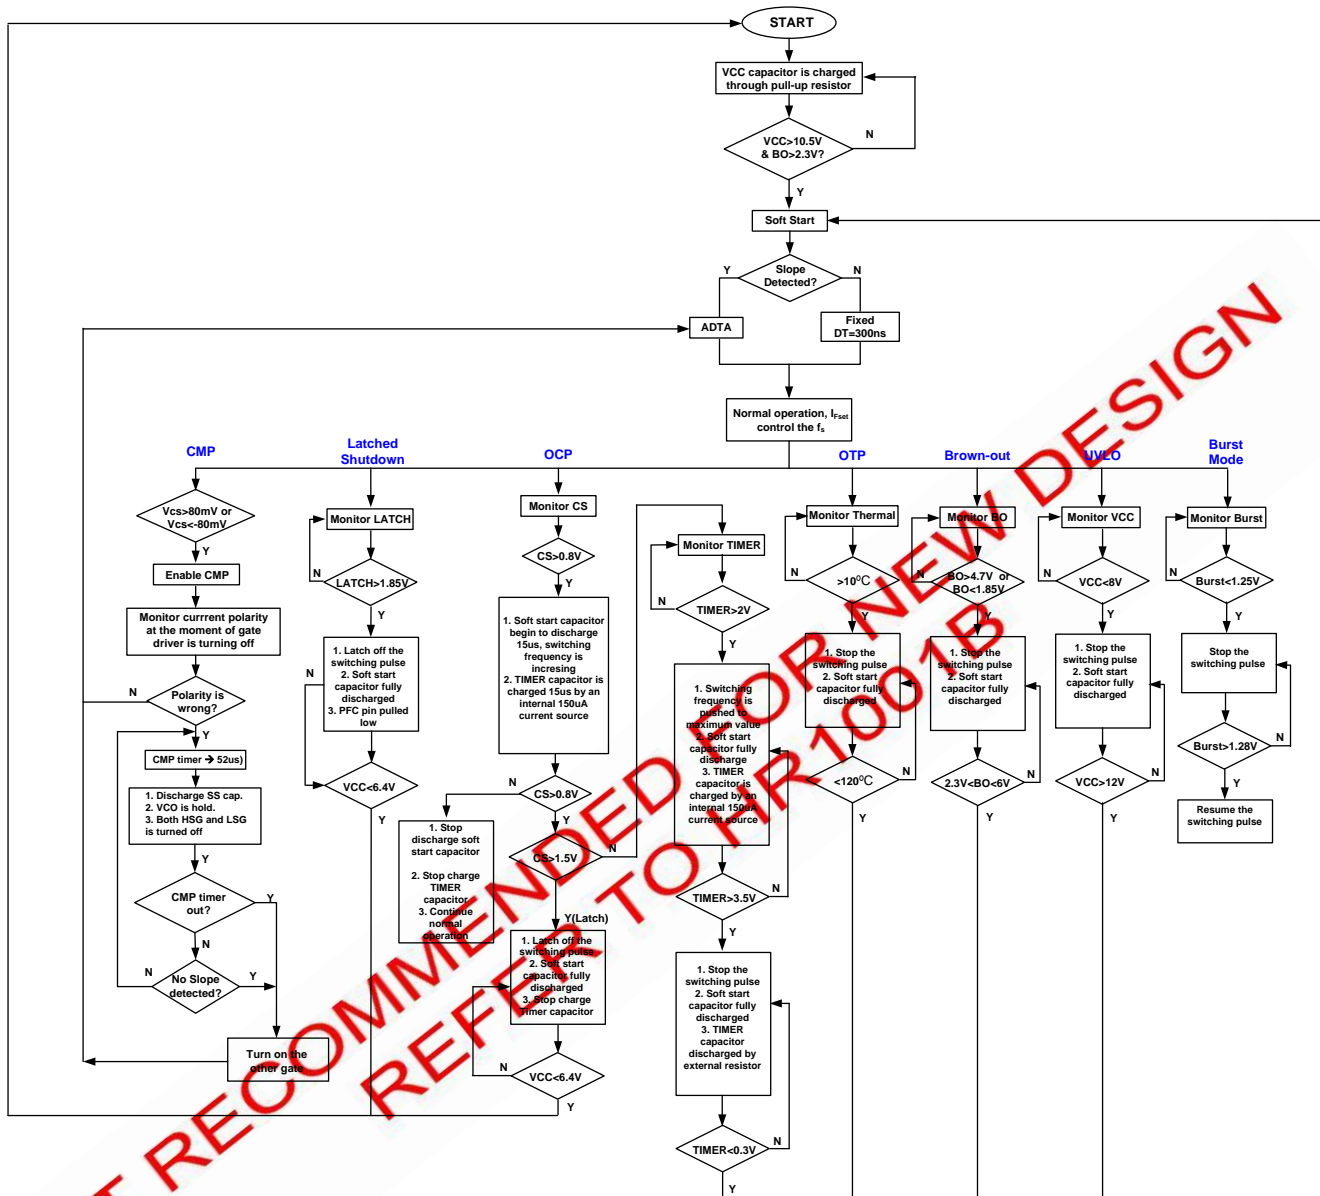 START
VCC capacitor is charged
through pull-up resistor
VCC>10.5V
& BO>2.3V?
N
Y
Soft Start
Y
Slope
Detected?
N
ADTA
Fixed
DT=300ns
Normal operation, IFset
control the fs
CMP
Vcs>80mV or
Vcs<-80mV
Y
Enable CMP
Monitor currrent polarity
at the moment of gate
driver is turning off
N
Polarity is
wrong?
Y
CMP timer → 52us)
1. Discharge SS cap.
2. VCO is hold.
3. Both HSG and LSG
is turned off
Y
CMP timer
out?
Y
N
N
No Slope
detected?
Y
Turn on the
other gate
Latched
Shutdown
Monitor LATCH
N
LATCH>1.85V
Y
1. Latch off the
switching pulse
2. Soft start
capacitor fully
discharged
3. PFC pin pulled
low
N
VCC<6.4V
Y
OCP
Monitor CS
CS>0.8V
Y
1. Soft start capacitor
begin to discharge
15us, switching
frequency is
incresing
2. TIMER capacitor is
charged 15us by an
internal 150uA
current source
N
CS>0.8V
Y
1. Stop
discharge soft
start capacitor
2. Stop charge
TIMER
capacitor
3. Continue
normal
operation
CS>1.5V
N
Y(Latch)
1. Latch off the
switching pulse
2. Soft start
capacitor fully
discharged
3. Stop charge
Timer capacitor
N
VCC<6.4V
Y
Monitor TIMER
N
TIMER>2V
Y
1. Switching
frequency is
pushed to
maximum value
2. Soft start
capacitor fully
discharge
3. TIMER
capacitor is
charged by an
internal 150uA
current source
TIMER>3.5V
N
Y
1. Stop the
switching pulse
2. Soft start
capacitor fully
discharged
3. TIMER
capacitor
discharged by
external resistor
TIMER<0.3V
N
Y
OTP
Monitor Thermal
N
>10⁰C
Y
1. Stop the
switching pulse
2. Soft start
capacitor fully
discharged
<120⁰C
N
Y
Brown-out
Monitor BO
N
BO>4.7V or
BO<1.85V
Y
1. Stop the
switching pulse
2. Soft start
capacitor fully
discharged
2.3V<BO<6V
N
Y
UVLO
Monitor VCC
N
VCC<8V
Y
1. Stop the
switching pulse
2. Soft start
capacitor fully
discharged
VCC>12V
N
Y
Burst
Mode
Monitor Burst
N
Burst<1.25V
Y
Stop the
switching pulse
N
Burst>1.28V
Y
Resume the
switching pulse
T RECOMMENDED FOR NEW DESIGN
REFER TO HR1001B